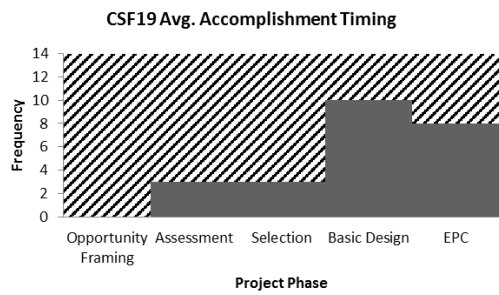 CSF19 Avg. Accomplishment Timing
14
12
10
8
6
4
2
0
Frequency
Opportunity Framing
Assessment
Selection
Basic Design
EPC
Project Phase